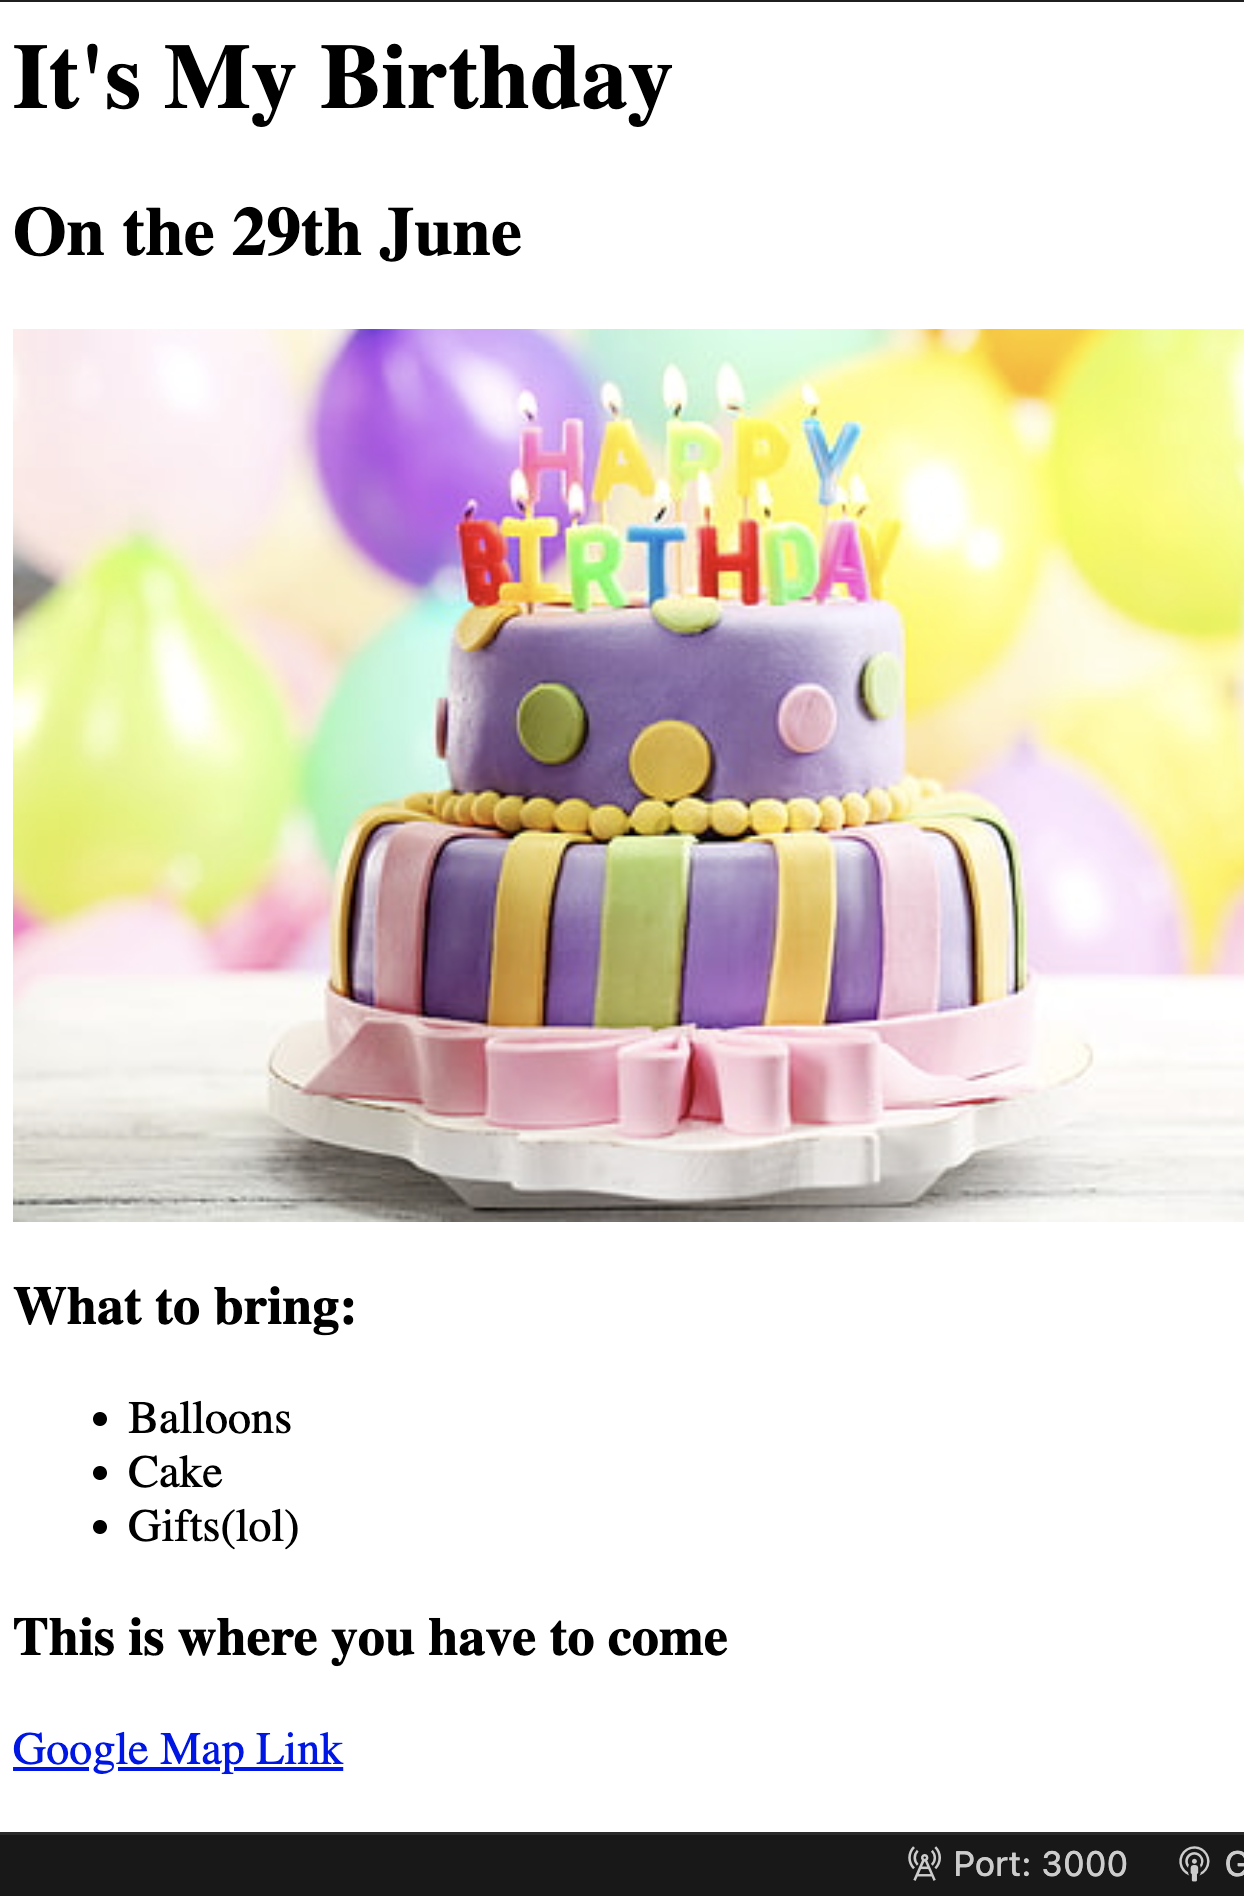 It's My Birthday
On the 29th June
HAPPY
BIRTHDAY
What to bring:
Balloons
Cake
Gifts(lol)
This is where you have to come
Google Map Link
Port: 3000